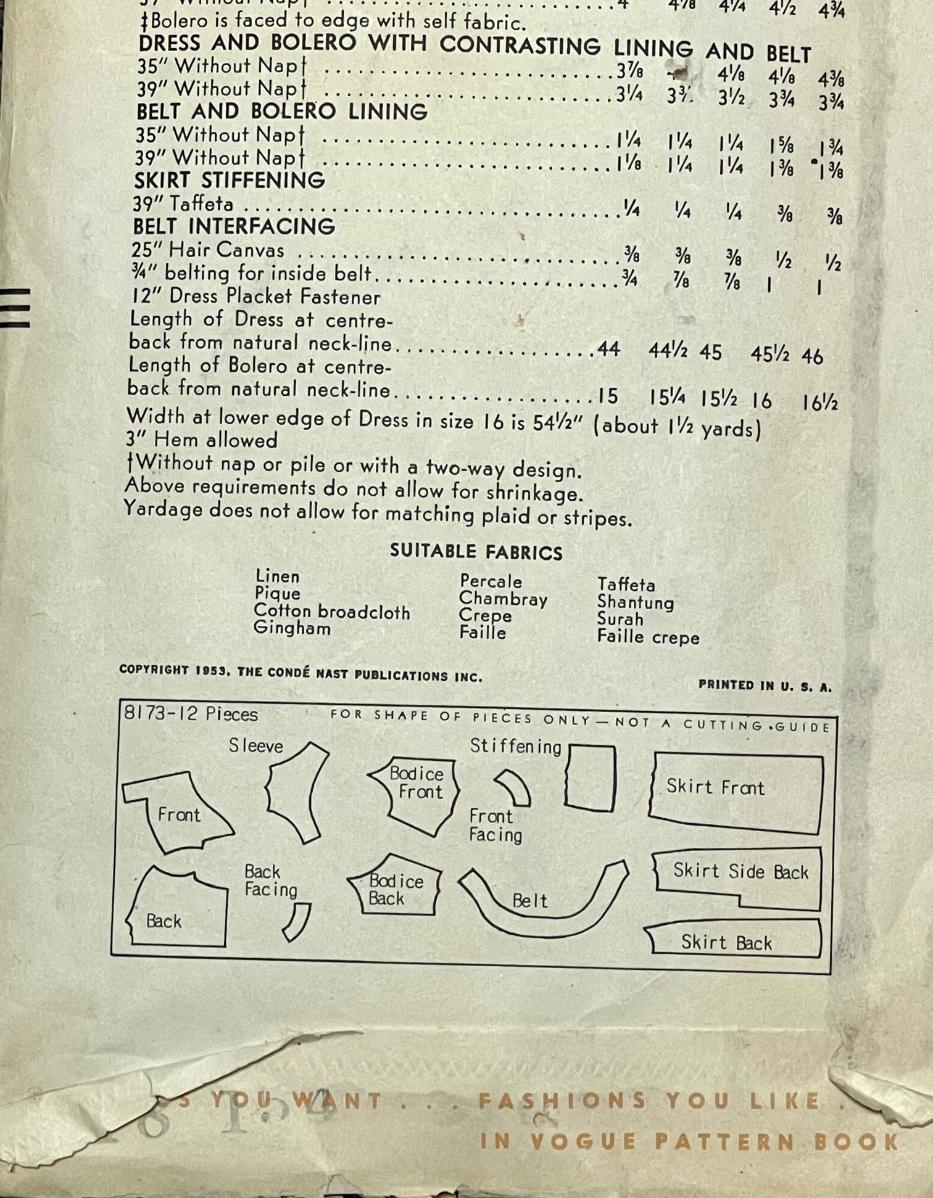 Without Nap† 4 4⅞ 4¼ 4½ 4¾
‡Bolero is faced to edge with self fabric.
DRESS AND BOLERO WITH CONTRASTING LINING AND BELT
35" Without Nap† ........ 3⅞ 4⅛ 4⅛ 4⅜
39" Without Nap† ........ 3¼ 3½ 3¾ 3¾
BELT AND BOLERO LINING
35" Without Nap† ........ 1¼ 1¼ 1¼ 1⅝ 1¾
39" Without Nap† ........ 1⅛ 1¼ 1¼ 1⅜ 1⅜
SKIRT STIFFENING
39" Taffeta ........ ¼ ¼ ¼ ⅜ ⅜
BELT INTERFACING
25" Hair Canvas ........ ⅜ ⅜ ⅜ ½ ½
¾" belting for inside belt ........ ¾ ⅞ ⅞ 1 1
12" Dress Placket Fastener
Length of Dress at centre-
back from natural neck-line ........ 44 44½ 45 45½ 46
Length of Bolero at centre-
back from natural neck-line ........ 15 15¼ 15½ 16 16½
Width at lower edge of Dress in size 16 is 54½" (about 1½ yards)
3" Hem allowed
†Without nap or pile or with a two-way design.
Above requirements do not allow for shrinkage.
Yardage does not allow for matching plaid or stripes.
SUITABLE FABRICS
Linen Percale Taffeta
Pique Chambray Shantung
Cotton broadcloth Crepe Surah
Gingham Faille Faille crepe
COPYRIGHT 1953, THE CONDÉ NAST PUBLICATIONS INC.
PRINTED IN U. S. A.
8173-12 Pieces FOR SHAPE OF PIECES ONLY — NOT A CUTTING GUIDE
Sleeve Stiffening
Front
Bodice
Front
Front
Facing
Skirt Front
Back
Back
Facing
Bodice
Back
Belt
Skirt Side Back
Skirt Back
YOU WANT . . . FASHIONS YOU LIKE .
IN VOGUE PATTERN BOOK